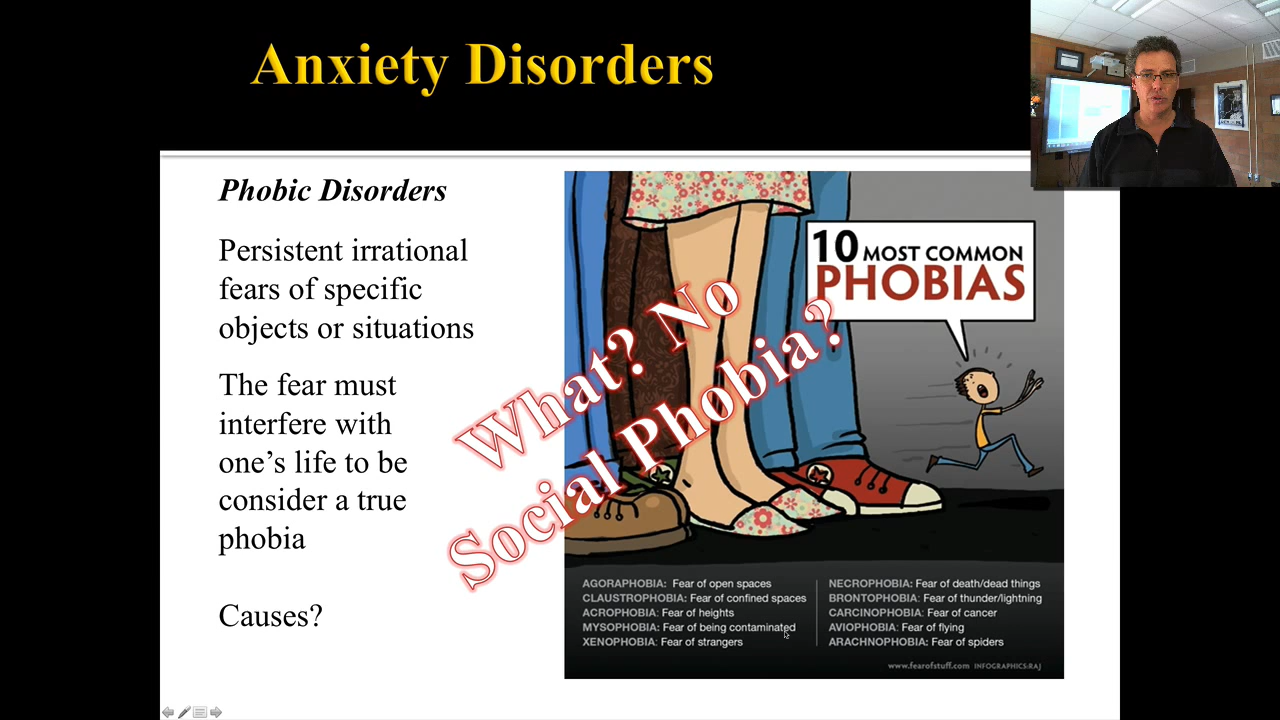 Anxiety Disorders
Phobic Disorders
Persistent irrational
fears of specific
objects or situations
The fear must
interfere with
one’s life to be
consider a true
phobia
Causes?
10 MOST COMMON
PHOBIAS
What? No
Social Phobia?
AGORAPHOBIA: Fear of open spaces
CLAUSTROPHOBIA: Fear of confined spaces
ACROPHOBIA: Fear of heights
MYSOPHOBIA: Fear of being contaminated
XENOPHOBIA: Fear of strangers
NECROPHOBIA: Fear of death/dead things
BRONTOPHOBIA: Fear of thunder/lightning
CARCINOPHOBIA: Fear of cancer
AVIOPHOBIA: Fear of flying
ARACHNOPHOBIA: Fear of spiders
www.fearofstuff.com INFOGRAPHICS:RAJ